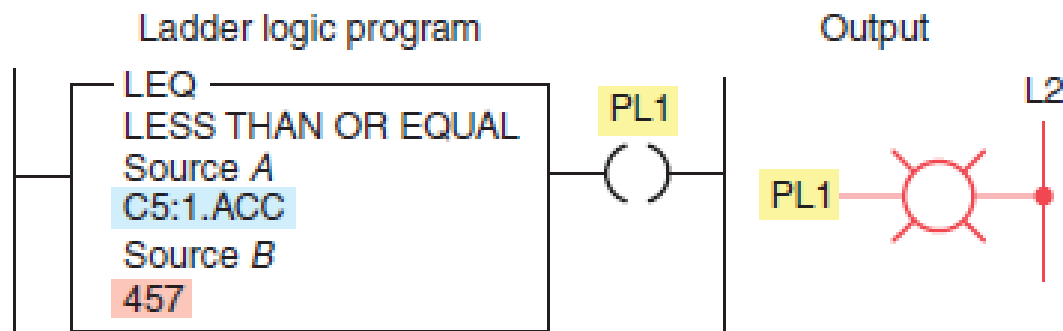 Ladder logic program
Output
LEQ
LESS THAN OR EQUAL
Source A
C5:1.ACC
Source B
457
PL1
L2
PL1